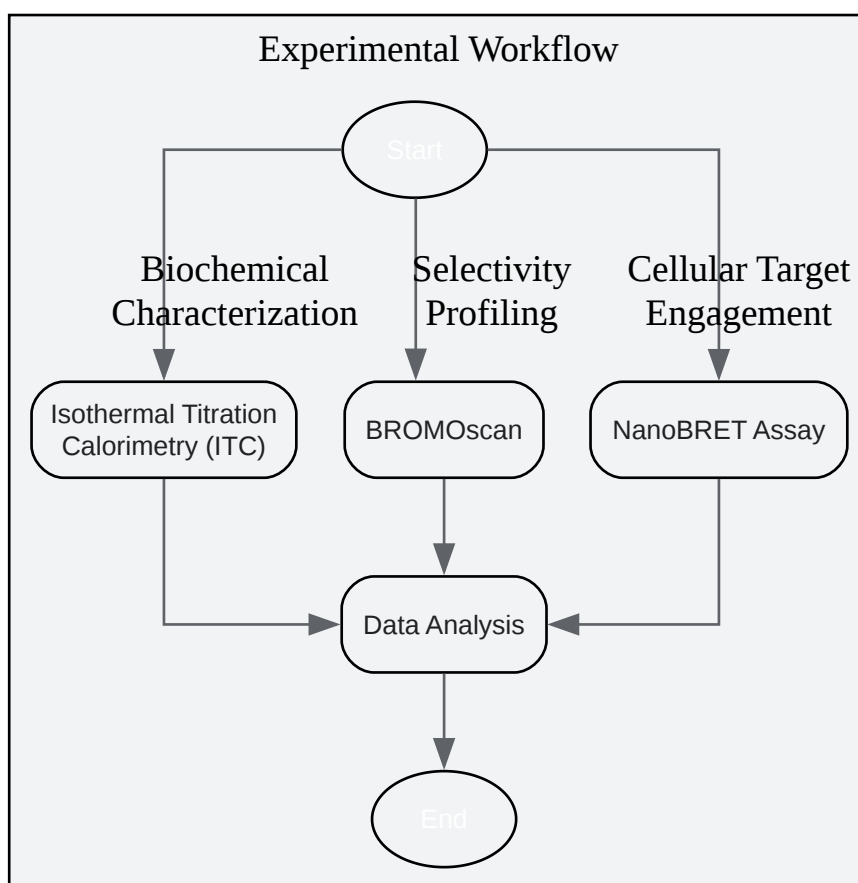 Experimental Workflow
Start
Biochemical
Characterization
Selectivity
Profiling
Cellular Target
Engagement
Isothermal Titration
Calorimetry (ITC)
BROMOscan
NanoBRET Assay
Data Analysis
End